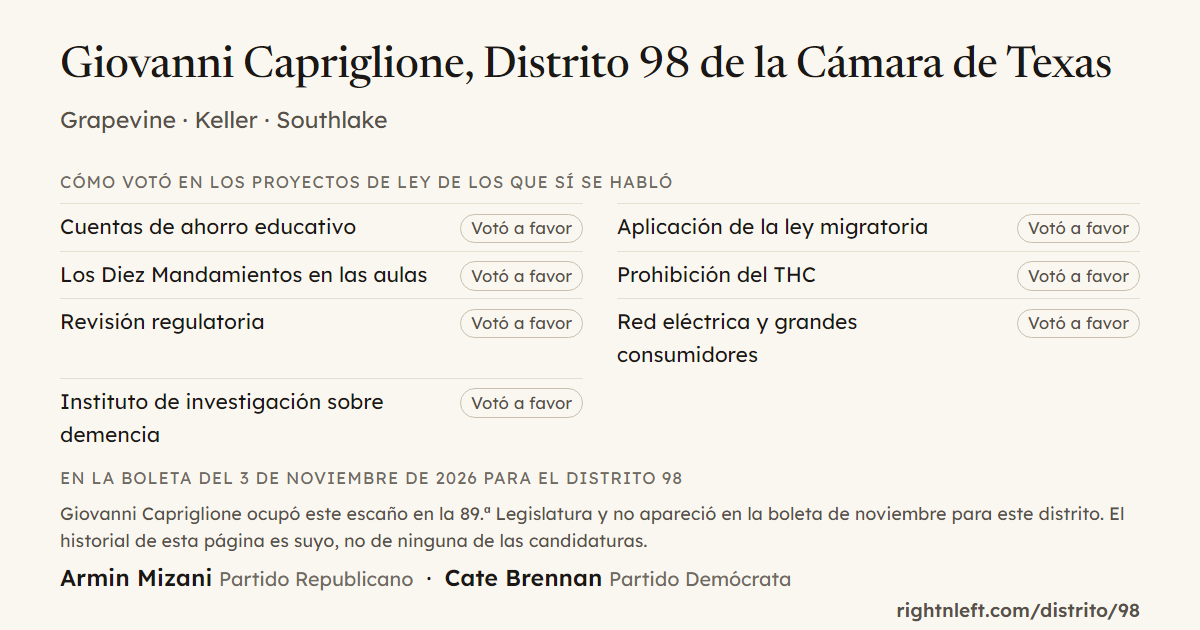 Giovanni Capriglione, Distrito 98 de la Cámara de Texas
Grapevine · Keller · Southlake
CÓMO VOTÓ EN LOS PROYECTOS DE LEY DE LOS QUE SÍ SE HABLÓ
Cuentas de ahorro educativo Votó a favor
Aplicación de la ley migratoria Votó a favor
Los Diez Mandamientos en las aulas Votó a favor
Prohibición del THC Votó a favor
Revisión regulatoria Votó a favor
Red eléctrica y grandes Votó a favor
consumidores
Instituto de investigación sobre Votó a favor
demencia
EN LA BOLETA DEL 3 DE NOVIEMBRE DE 2026 PARA EL DISTRITO 98
Giovanni Capriglione ocupó este escaño en la 89.ª Legislatura y no apareció en la boleta de noviembre para este distrito. El
historial de esta página es suyo, no de ninguna de las candidaturas.
Armin Mizani Partido Republicano · Cate Brennan Partido Demócrata
rightnleft.com/distrito/98